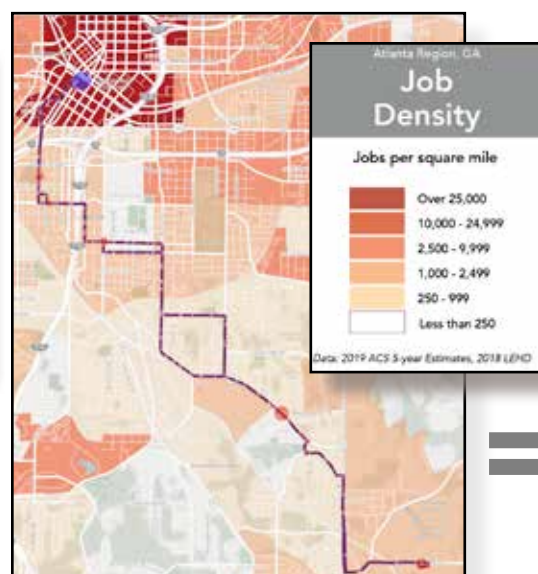 Atlanta Region, GA
Job
Density
Jobs per square mile
Over 25,000
10,000 - 24,999
2,500 - 9,999
1,000 - 2,499
250 - 999
Less than 250
Data: 2019 ACS 5-year Estimates, 2018 LEHD